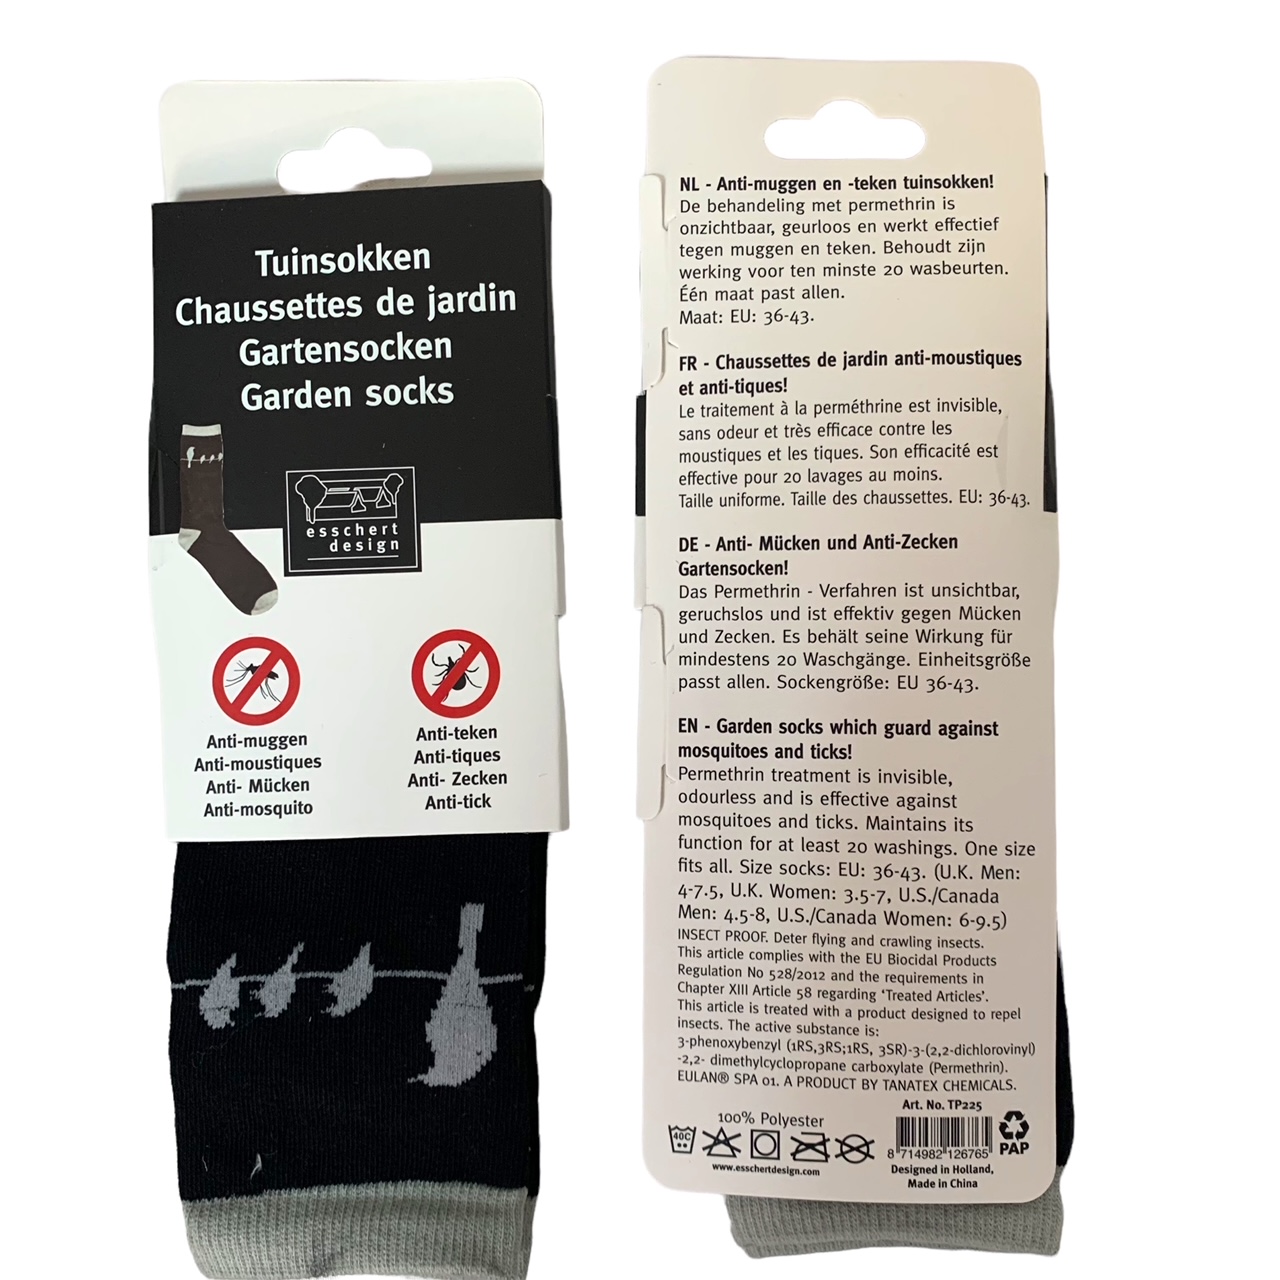 Tuinsokken
Chaussettes de jardin
Gartensocken
Garden socks
esschert
design
Anti-muggen
Anti-moustiques
Anti- Mücken
Anti-mosquito
Anti-teken
Anti-tiques
Anti- Zecken
Anti-tick
NL - Anti-muggen en -teken tuinsokken!
De behandeling met permethrin is
onzichtbaar, geurloos en werkt effectief
tegen muggen en teken. Behoudt zijn
werking voor ten minste 20 wasbeurten.
Één maat past allen.
Maat: EU: 36-43.
FR - Chaussettes de jardin anti-moustiques
et anti-tiques!
Le traitement à la perméthrine est invisible,
sans odeur et très efficace contre les
moustiques et les tiques. Son efficacité est
effective pour 20 lavages au moins.
Taille uniforme. Taille des chaussettes. EU: 36-43.
DE - Anti- Mücken und Anti-Zecken
Gartensocken!
Das Permethrin - Verfahren ist unsichtbar,
geruchslos und ist effektiv gegen Mücken
und Zecken. Es behält seine Wirkung für
mindestens 20 Waschgänge. Einheitsgröße
passt allen. Sockengröße: EU 36-43.
EN - Garden socks which guard against
mosquitoes and ticks!
Permethrin treatment is invisible,
odourless and is effective against
mosquitoes and ticks. Maintains its
function for at least 20 washings. One size
fits all. Size socks: EU: 36-43. (U.K. Men:
4-7.5, U.K. Women: 3.5-7, U.S./Canada
Men: 4.5-8, U.S./Canada Women: 6-9.5)
INSECT PROOF. Deter flying and crawling insects.
This article complies with the EU Biocidal Products
Regulation No 528/2012 and the requirements in
Chapter XIII Article 58 regarding 'Treated Articles'.
This article is treated with a product designed to repel
insects. The active substance is:
3-phenoxybenzyl (1RS,3RS;1RS, 3SR)-3-(2,2-dichlorovinyl)
-2,2- dimethylcyclopropane carboxylate (Permethrin).
EULAN® SPA 01. A PRODUCT BY TANATEX CHEMICALS.
100% Polyester
40C
www.esschertdesign.com
Art. No. TP225
8 714982 126765
PAP
Designed in Holland,
Made in China